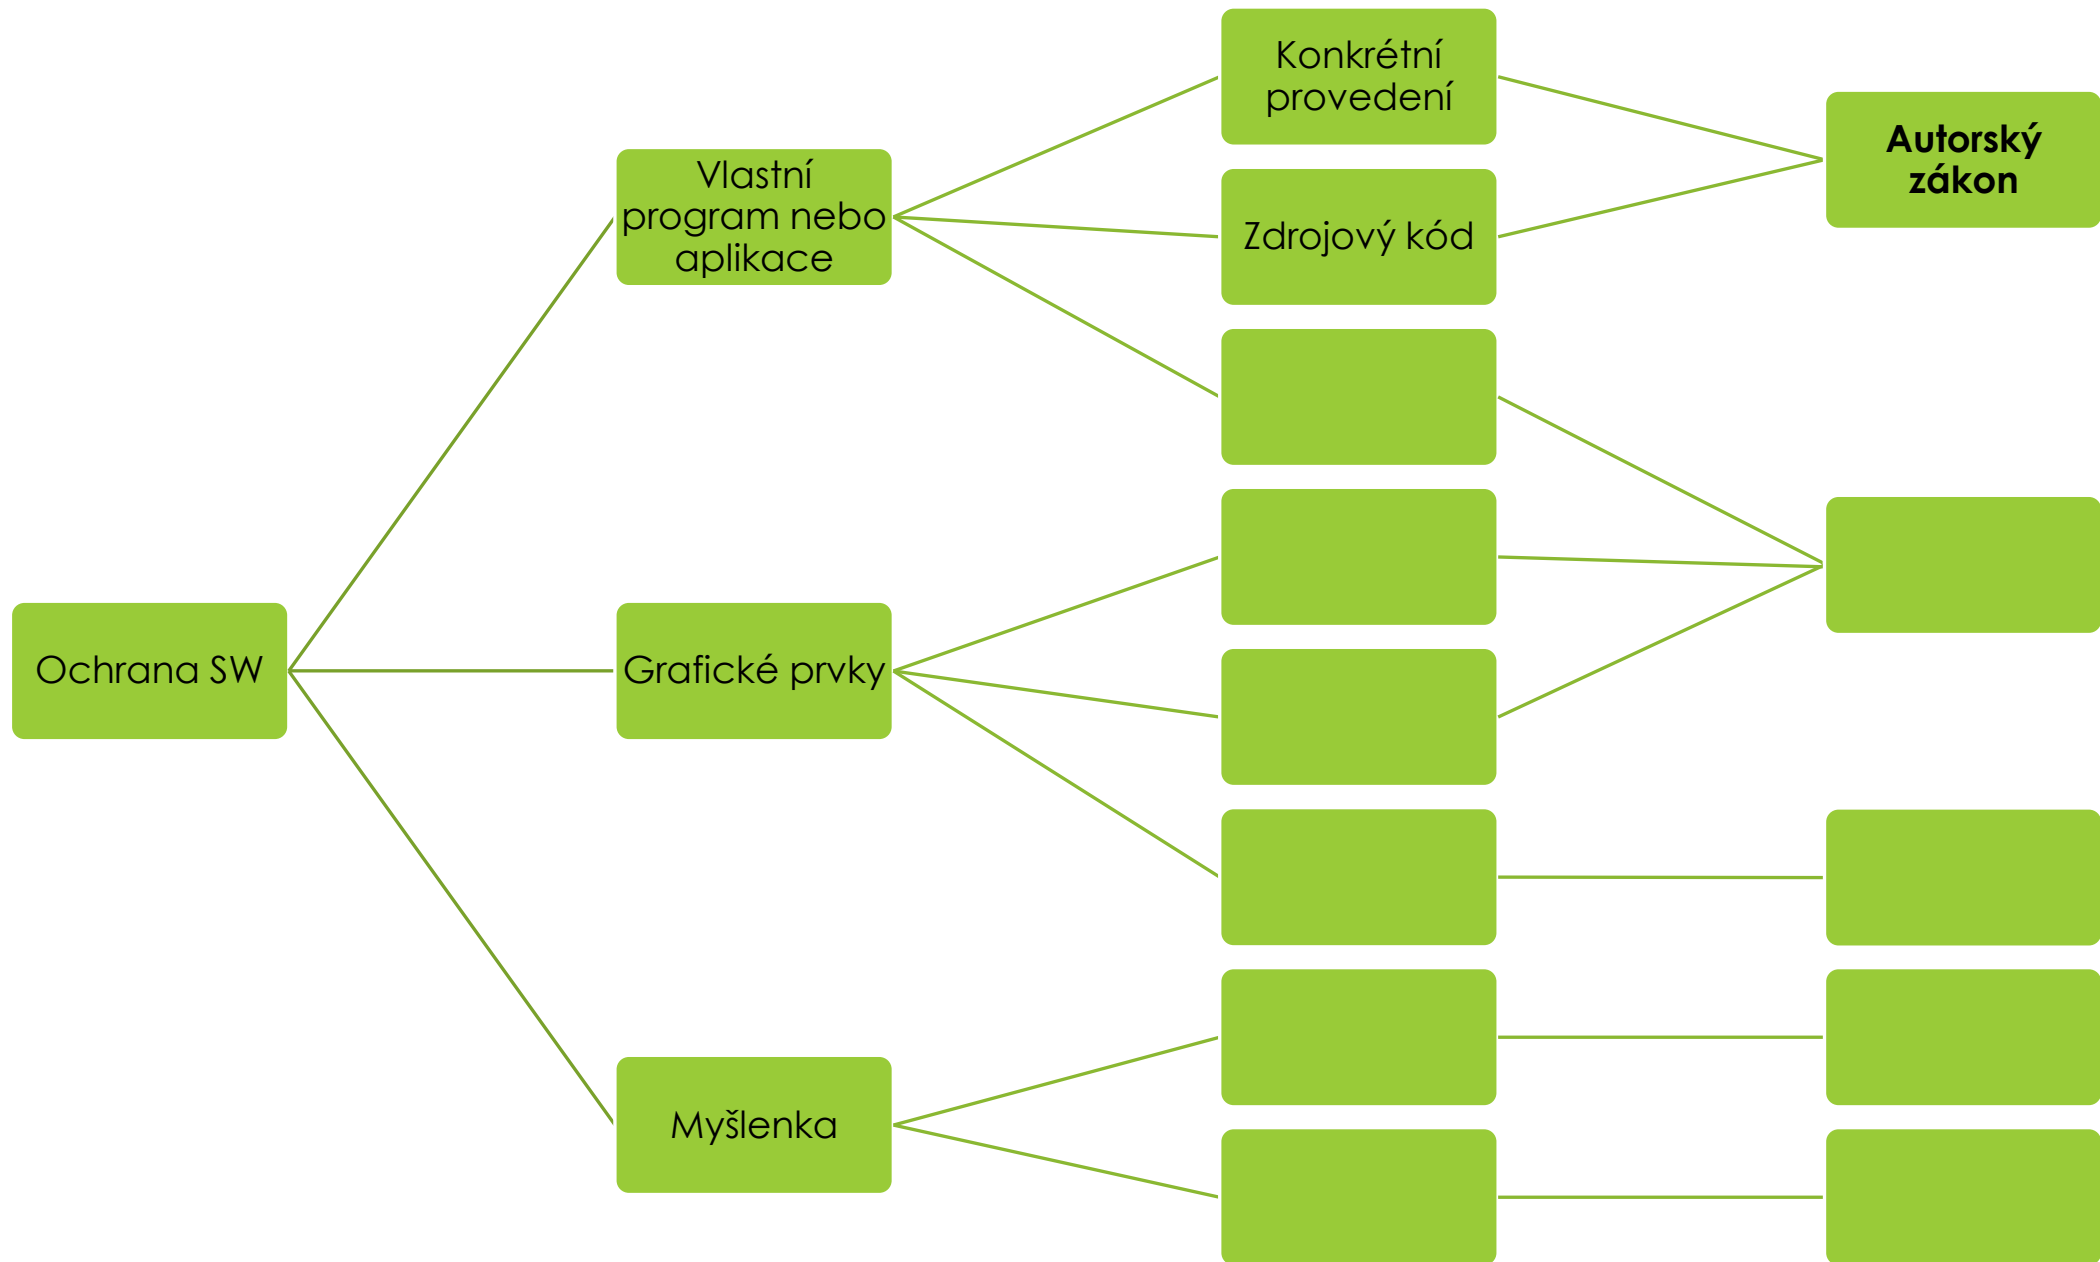 Konkrétní
provedení
Autorský
zákon
Vlastní
program nebo
aplikace
Zdrojový kód
Ochrana SW
Grafické prvky
Myšlenka